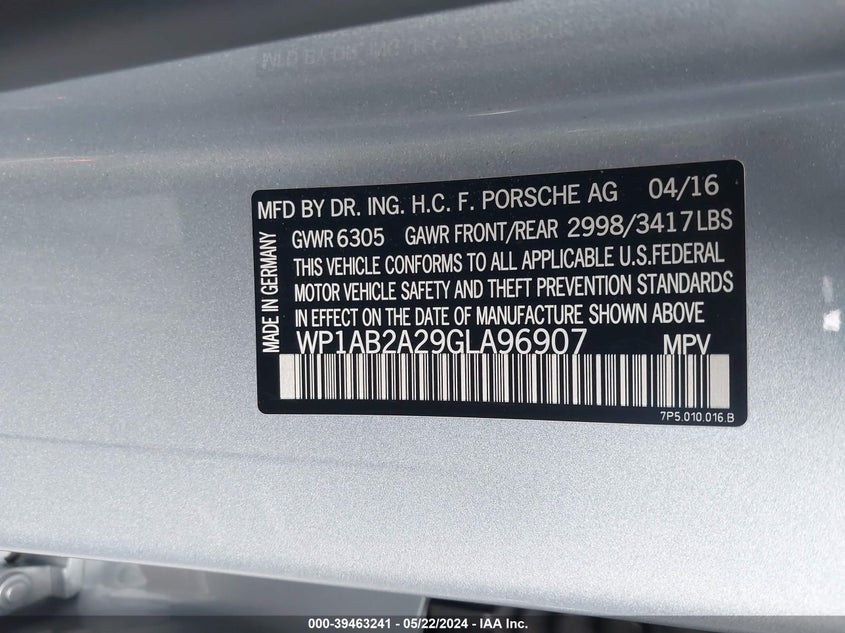 MFD BY DR. ING. H.C. F. PORSCHE AG 04/16
GVWR 6305 GAWR FRONT/REAR 2998/3417LBS
THIS VEHICLE CONFORMS TO ALL APPLICABLE U.S.FEDERAL
MOTOR VEHICLE SAFETY AND THEFT PREVENTION STANDARDS
IN EFFECT ON THE DATE OF MANUFACTURE SHOWN ABOVE
WP1AB2A29GLA96907 MPV
7P5.010.016.B
MADE IN GERMANY
000-39463241 - 05/22/2024 - IAA Inc.